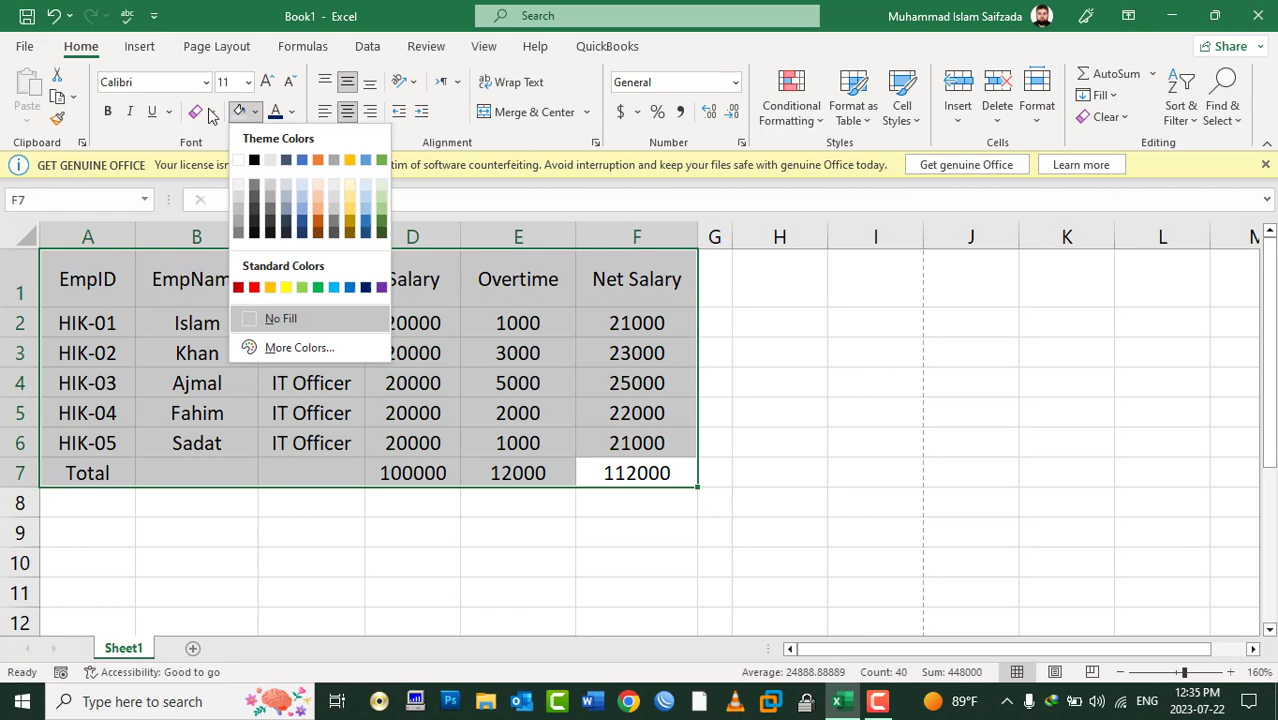 Book1 - Excel
Search
Muhammad Islam Saifzada
File Home Insert Page Layout Formulas Data Review View Help QuickBooks
Share
Paste
Clipboard
Calibri 11
B I U
Font
Wrap Text
Merge & Center
Alignment
General
Number
Conditional Formatting
Format as Table
Cell Styles
Styles
Insert Delete Format
Cells
AutoSum
Fill
Clear
Sort & Filter
Find & Select
Editing
GET GENUINE OFFICE Your license isn tim of software counterfeiting. Avoid interruption and keep your files safe with genuine Office today.
Get genuine Office
Learn more
F7
Theme Colors
Standard Colors
No Fill
More Colors...
A B D E F G H I J K L M
1 EmpID EmpName Salary Overtime Net Salary
2 HIK-01 Islam 20000 1000 21000
3 HIK-02 Khan 20000 3000 23000
4 HIK-03 Ajmal IT Officer 20000 5000 25000
5 HIK-04 Fahim IT Officer 20000 2000 22000
6 HIK-05 Sadat IT Officer 20000 1000 21000
7 Total 100000 12000 112000
8
9
10
11
12
Sheet1
Ready Accessibility: Good to go Average: 24888.88889 Count: 40 Sum: 448000 160%
Type here to search
89°F
ENG
12:35 PM
2023-07-22